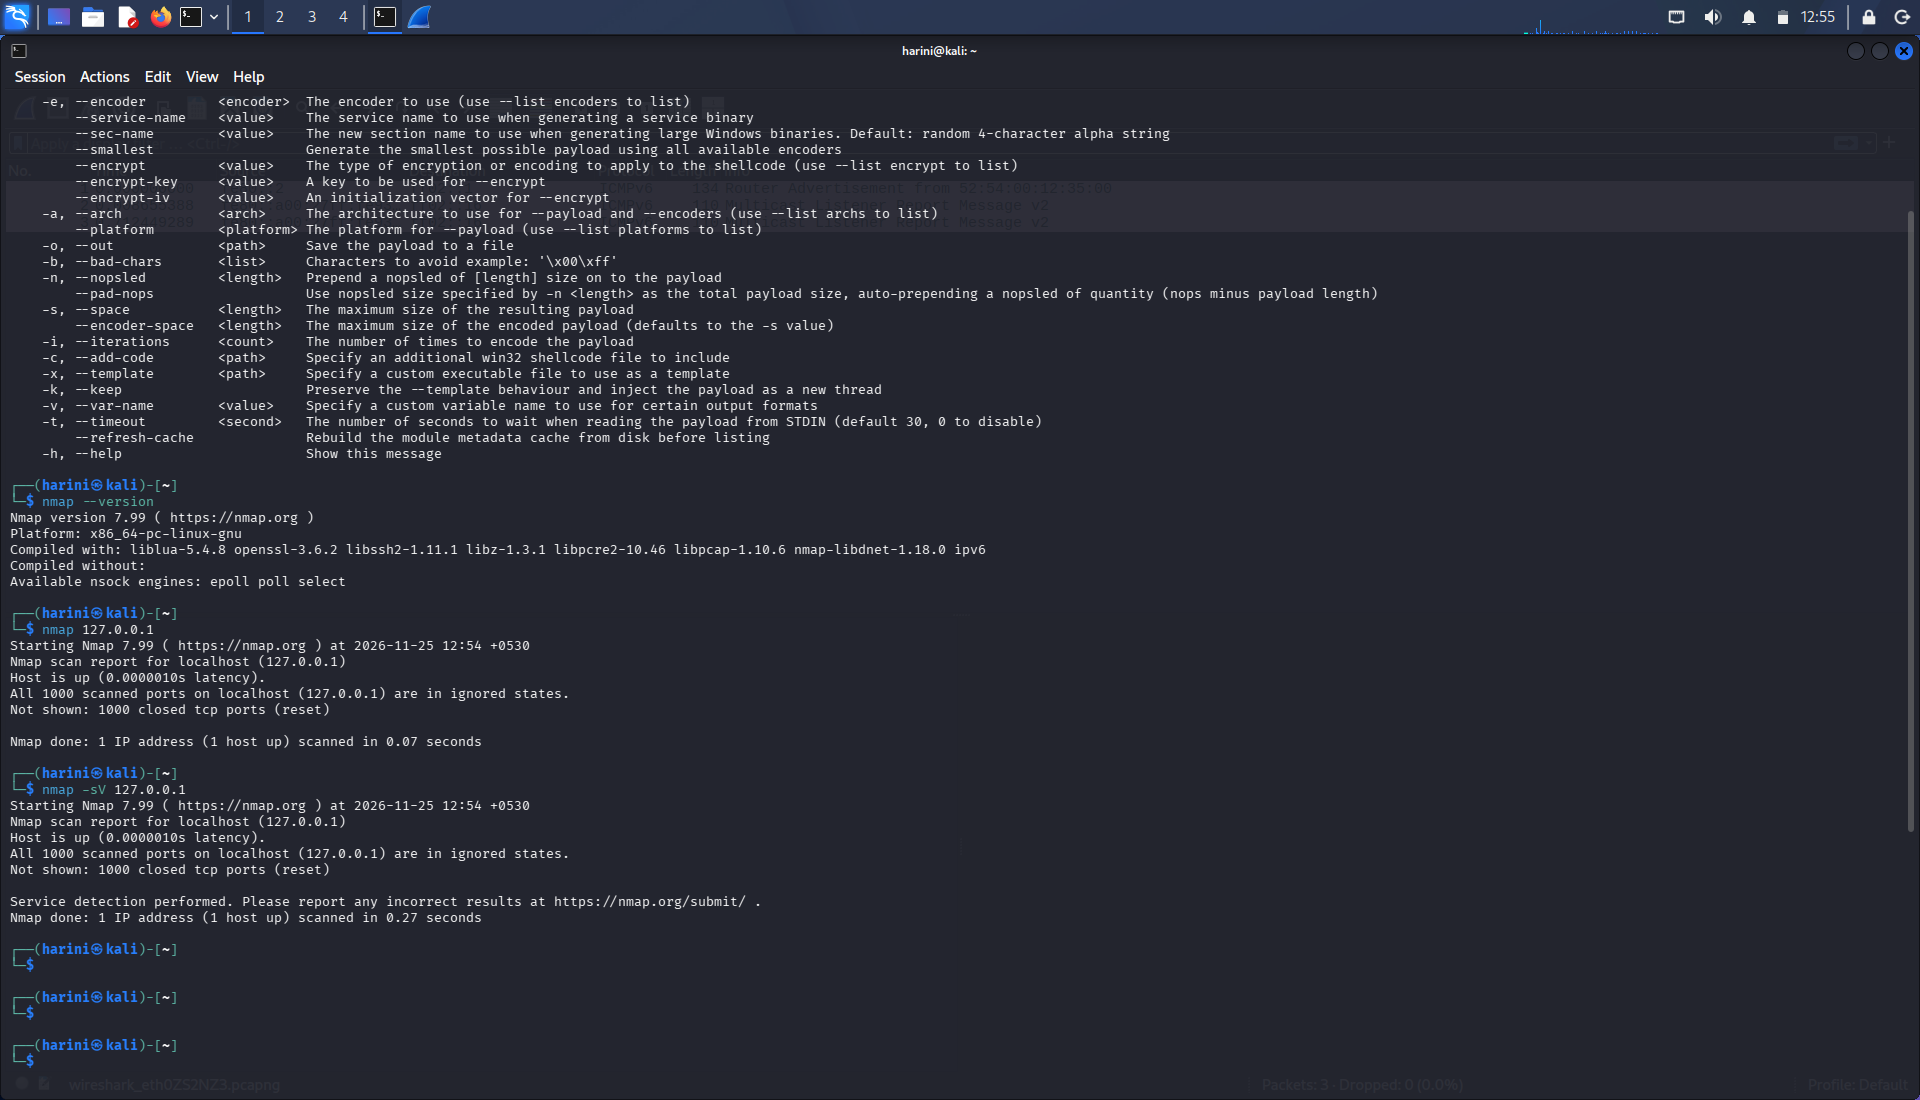 1 2 3 4 12:55
harini@kali: ~
Session Actions Edit View Help
-e, --encoder <encoder> The encoder to use (use --list encoders to list)
--service-name <value> The service name to use when generating a service binary
--sec-name <value> The new section name to use when generating large Windows binaries. Default: random 4-character alpha string
--smallest Generate the smallest possible payload using all available encoders
--encrypt <value> The type of encryption or encoding to apply to the shellcode (use --list encrypt to list)
--encrypt-key <value> A key to be used for --encrypt
--encrypt-iv <value> An initialization vector for --encrypt
-a, --arch <arch> The architecture to use for --payload and --encoders (use --list archs to list)
--platform <platform> The platform for --payload (use --list platforms to list)
-o, --out <path> Save the payload to a file
-b, --bad-chars <list> Characters to avoid example: '\x00\xff'
-n, --nopsled <length> Prepend a nopsled of [length] size on to the payload
--pad-nops Use nopsled size specified by -n <length> as the total payload size, auto-prepending a nopsled of quantity (nops minus payload length)
-s, --space <length> The maximum size of the resulting payload
--encoder-space <length> The maximum size of the encoded payload (defaults to the -s value)
-i, --iterations <count> The number of times to encode the payload
-c, --add-code <path> Specify an additional win32 shellcode file to include
-x, --template <path> Specify a custom executable file to use as a template
-k, --keep Preserve the --template behaviour and inject the payload as a new thread
-v, --var-name <value> Specify a custom variable name to use for certain output formats
-t, --timeout <second> The number of seconds to wait when reading the payload from STDIN (default 30, 0 to disable)
--refresh-cache Rebuild the module metadata cache from disk before listing
-h, --help Show this message
┌──(harini㉿kali)-[~]
└─$ nmap --version
Nmap version 7.99 ( https://nmap.org )
Platform: x86_64-pc-linux-gnu
Compiled with: liblua-5.4.8 openssl-3.6.2 libssh2-1.11.1 libz-1.3.1 libpcre2-10.46 libpcap-1.10.6 nmap-libdnet-1.18.0 ipv6
Compiled without:
Available nsock engines: epoll poll select
┌──(harini㉿kali)-[~]
└─$ nmap 127.0.0.1
Starting Nmap 7.99 ( https://nmap.org ) at 2026-11-25 12:54 +0530
Nmap scan report for localhost (127.0.0.1)
Host is up (0.0000010s latency).
All 1000 scanned ports on localhost (127.0.0.1) are in ignored states.
Not shown: 1000 closed tcp ports (reset)
Nmap done: 1 IP address (1 host up) scanned in 0.07 seconds
┌──(harini㉿kali)-[~]
└─$ nmap -sV 127.0.0.1
Starting Nmap 7.99 ( https://nmap.org ) at 2026-11-25 12:54 +0530
Nmap scan report for localhost (127.0.0.1)
Host is up (0.0000010s latency).
All 1000 scanned ports on localhost (127.0.0.1) are in ignored states.
Not shown: 1000 closed tcp ports (reset)
Service detection performed. Please report any incorrect results at https://nmap.org/submit/ .
Nmap done: 1 IP address (1 host up) scanned in 0.27 seconds
┌──(harini㉿kali)-[~]
└─$
┌──(harini㉿kali)-[~]
└─$
┌──(harini㉿kali)-[~]
└─$
wireshark_eth0ZS2NZ3.pcapng Packets: 3 · Dropped: 0 (0.0%) Profile: Default